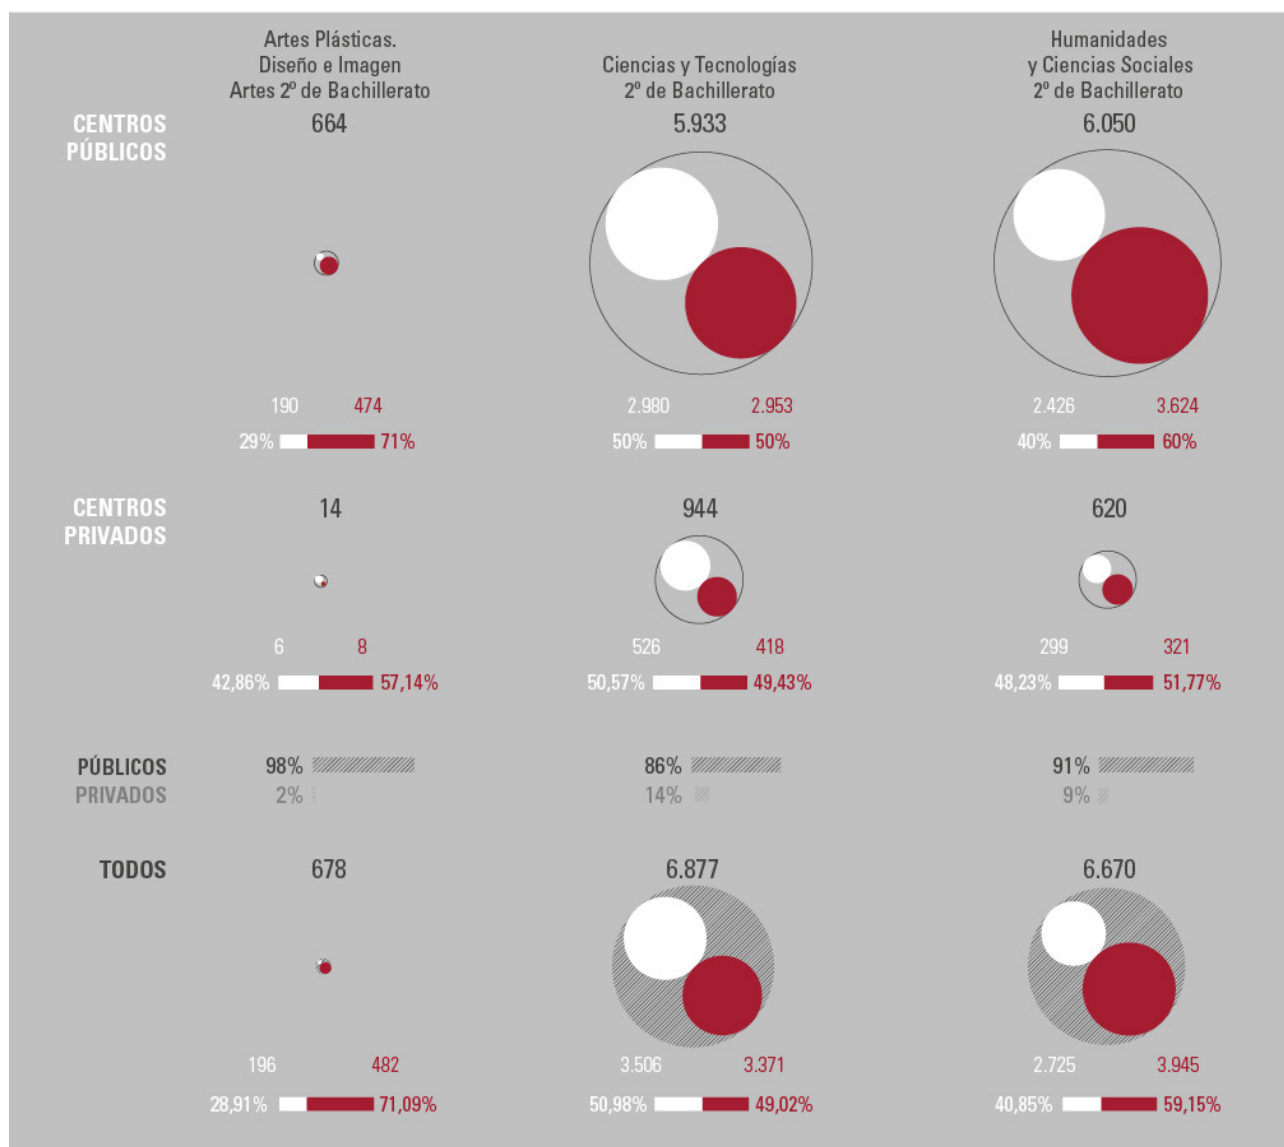 Artes Plásticas.
Diseño e Imagen
Artes 2º de Bachillerato
Ciencias y Tecnologías
2º de Bachillerato
Humanidades
y Ciencias Sociales
2º de Bachillerato
CENTROS
PÚBLICOS
664
5.933
6.050
190 474
2.980 2.953
2.426 3.624
29% 71%
50% 50%
40% 60%
CENTROS
PRIVADOS
14
944
620
6 8
526 418
299 321
42,86% 57,14%
50,57% 49,43%
48,23% 51,77%
PÚBLICOS 98% 86% 91%
PRIVADOS 2% 14% 9%
TODOS 678 6.877 6.670
196 482
3.506 3.371
2.725 3.945
28,91% 71,09%
50,98% 49,02%
40,85% 59,15%